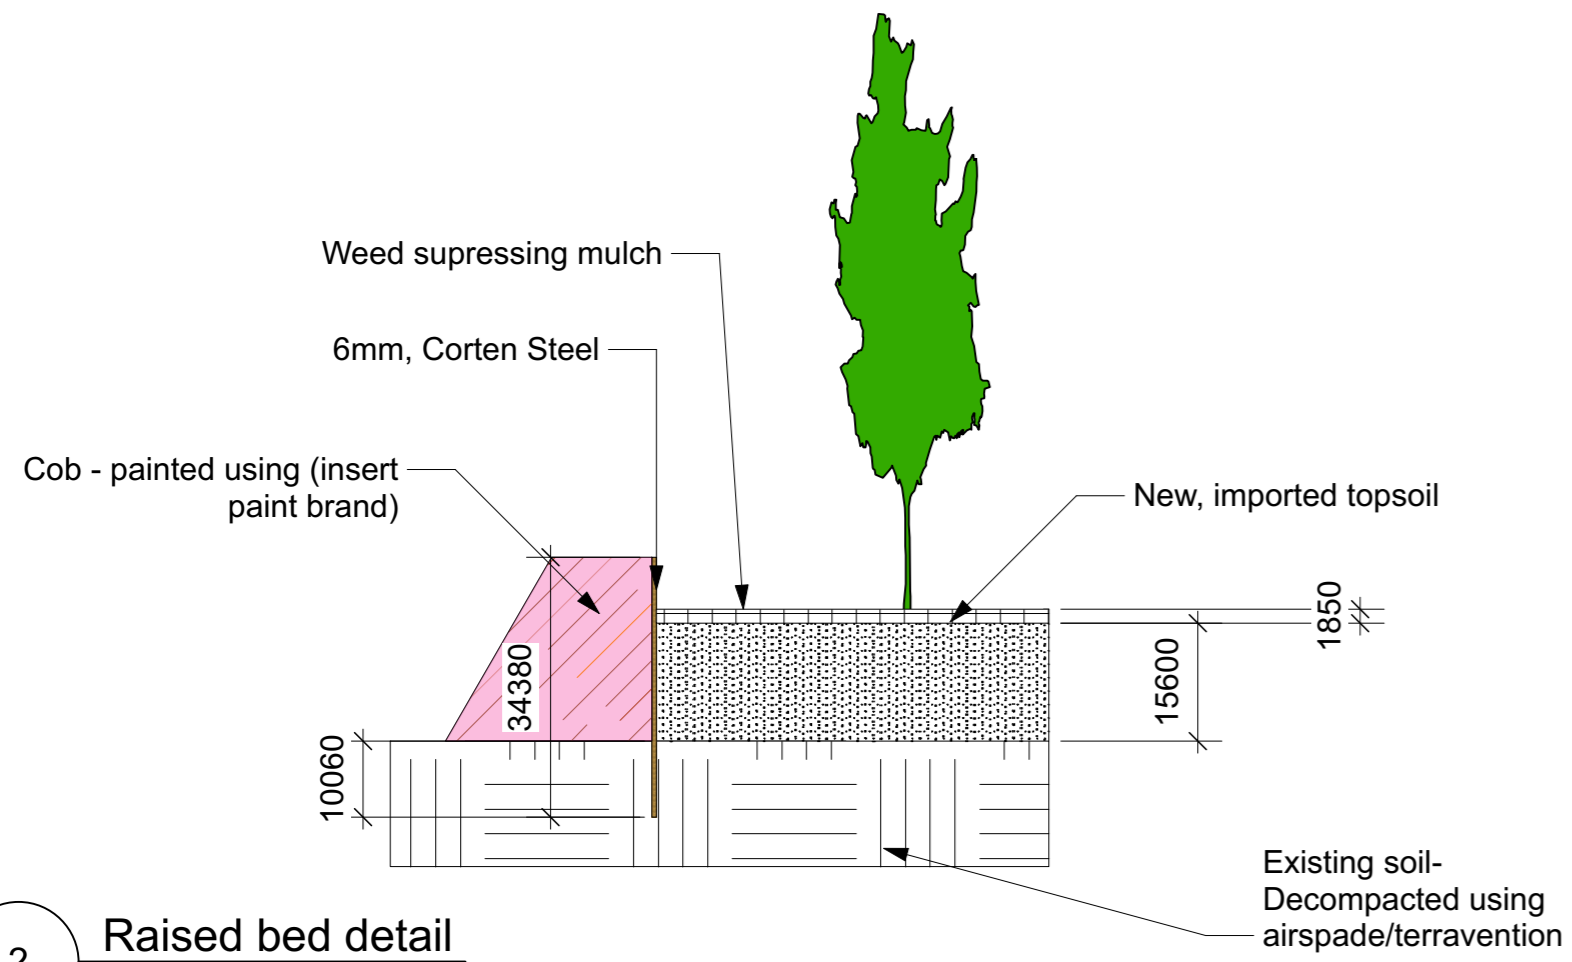 Weed supressing mulch
6mm, Corten Steel
Cob - painted using (insert
paint brand)
New, imported topsoil
1850
15600
34380
10060
Existing soil-
Decompacted using
airspade/terravention
2
Raised bed detail